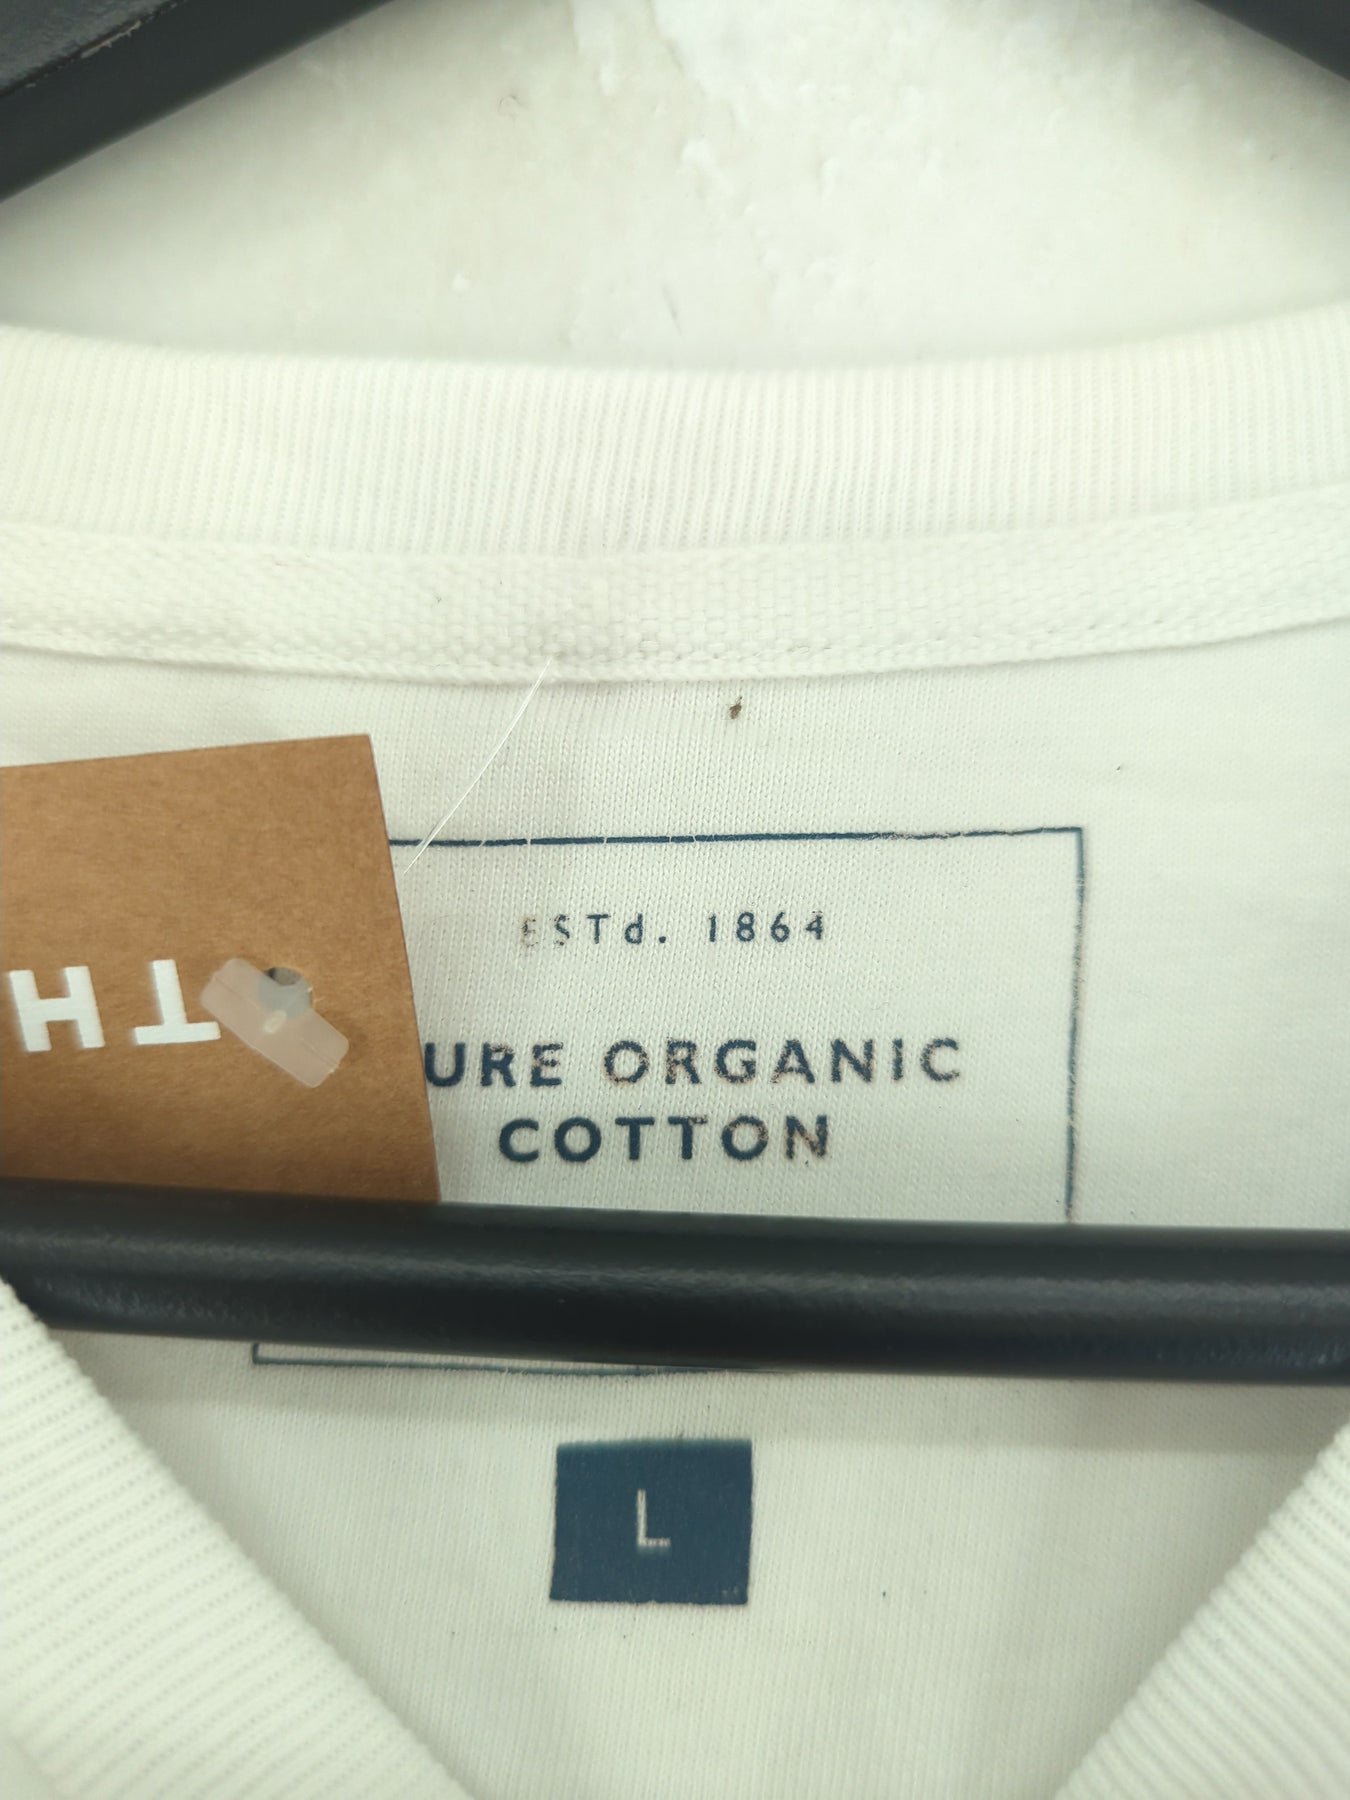 ESTd. 1864
TH
URE ORGANIC
COTTON
L